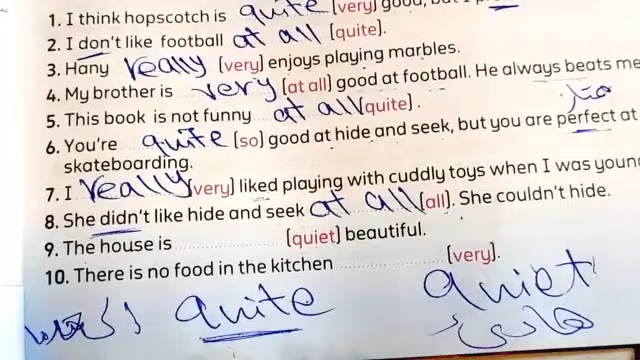 1. I think hopscotch is quite [very] good, but I
2. I don't like football at all [quite].
3. Hany really [very] enjoys playing marbles.
4. My brother is very [at all] good at football. He always beats me
5. This book is not funny at all [quite].
6. You're quite [so] good at hide and seek, but you are perfect at
skateboarding.
7. I really [very] liked playing with cuddly toys when I was young
8. She didn't like hide and seek at all [all]. She couldn't hide.
9. The house is [quiet] beautiful.
10. There is no food in the kitchen [very].
quite quiet